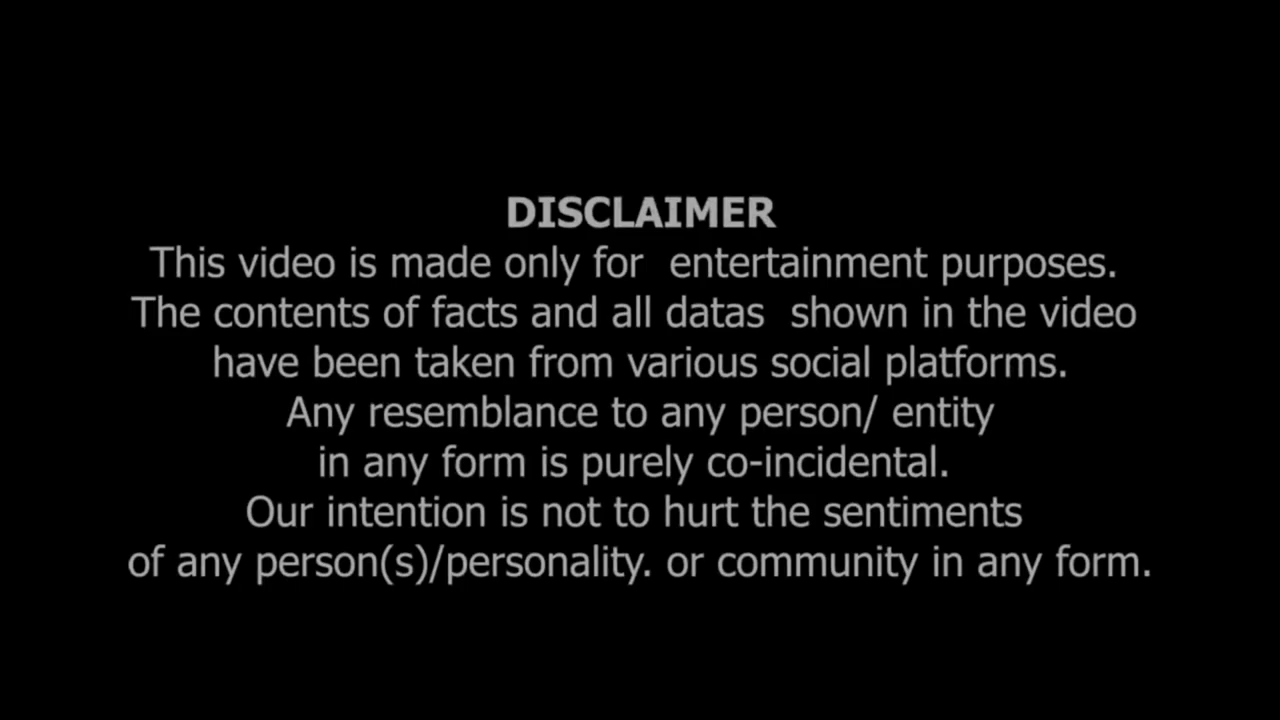 DISCLAIMER
This video is made only for  entertainment purposes.
The contents of facts and all datas  shown in the video
have been taken from various social platforms.
Any resemblance to any person/ entity
in any form is purely co-incidental.
Our intention is not to hurt the sentiments
of any person(s)/personality. or community in any form.